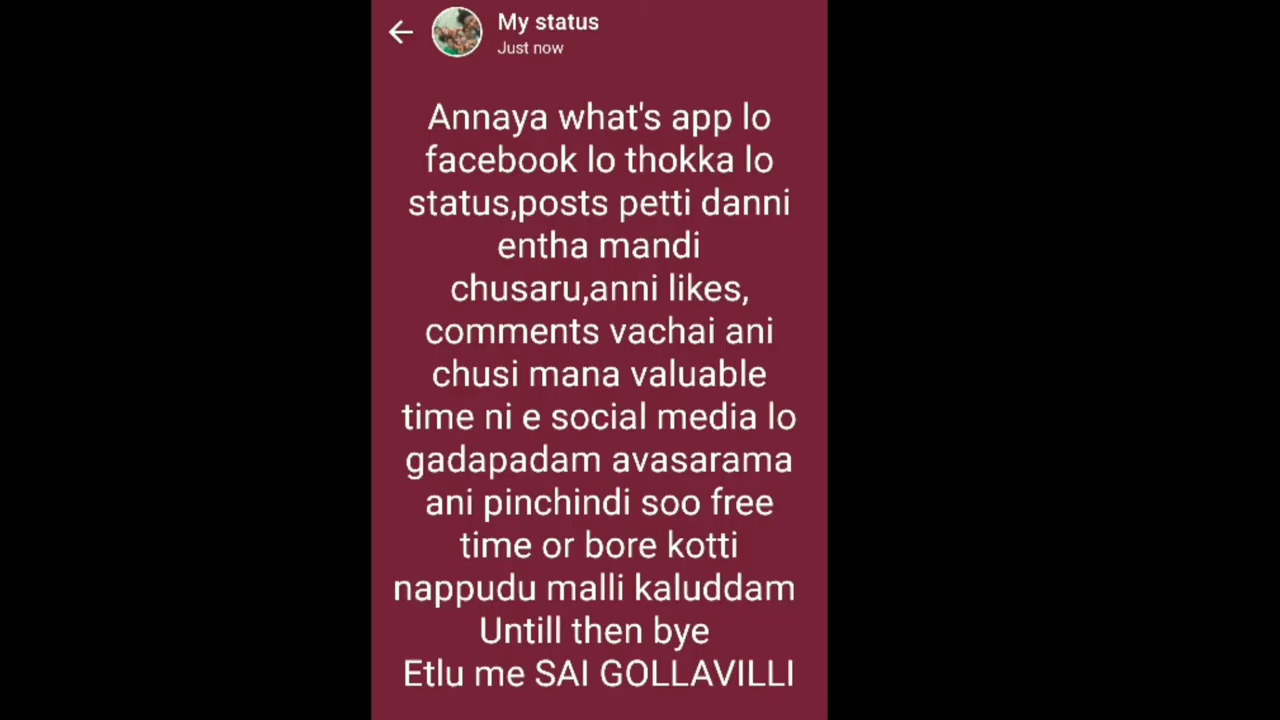 My status
Just now
Annaya what's app lo
facebook lo thokka lo
status,posts petti danni
entha mandi
chusaru,anni likes,
comments vachai ani
chusi mana valuable
time ni e social media lo
gadapadam avasarama
ani pinchindi soo free
time or bore kotti
nappudu malli kaluddam
Untill then bye
Etlu me SAI GOLLAVILLI